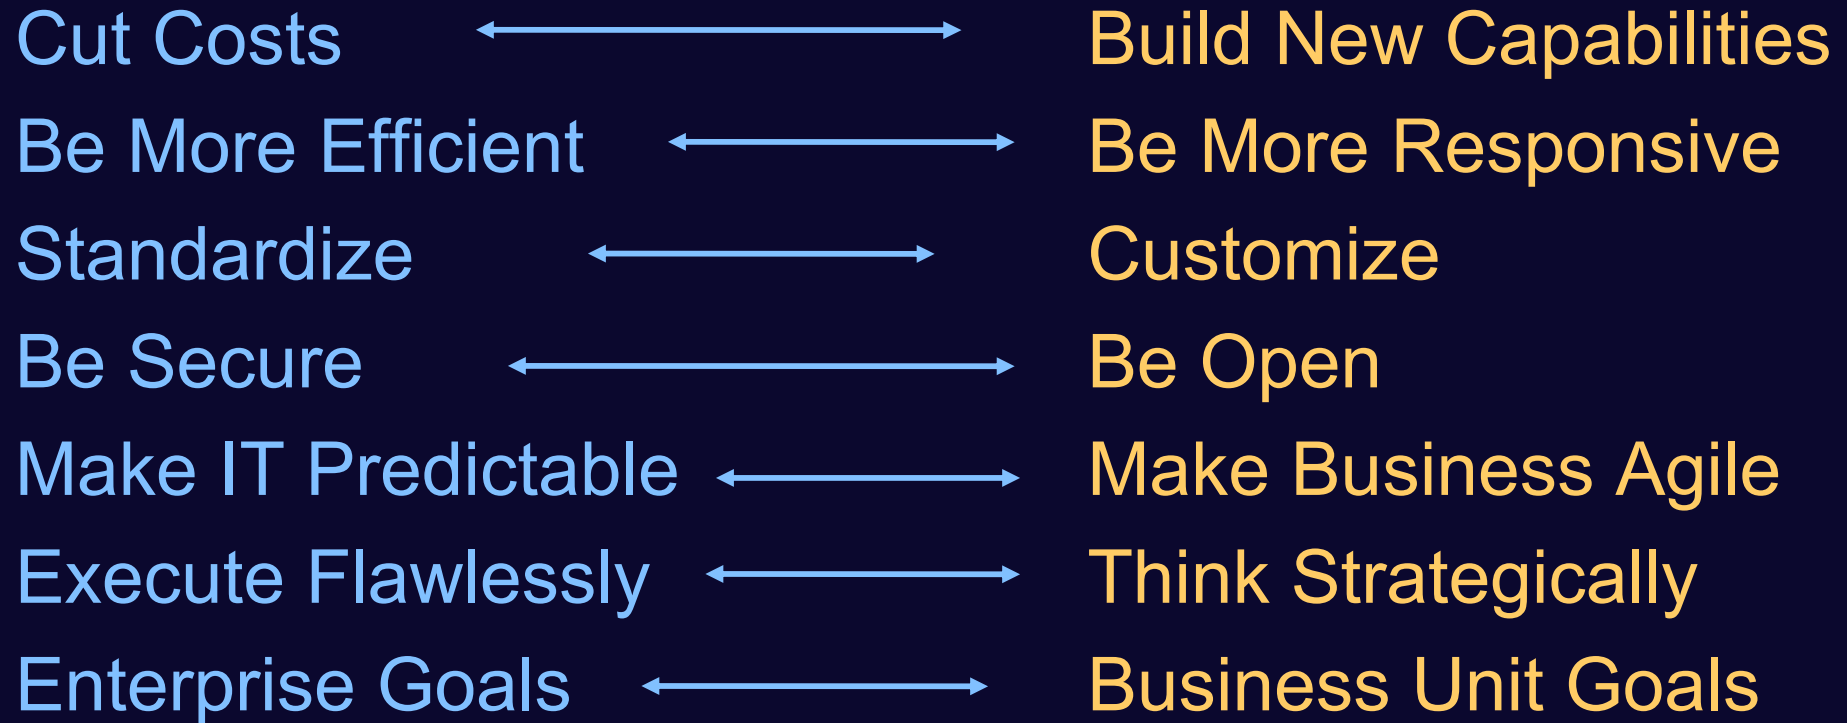 Cut Costs Build New Capabilities
Be More Efficient Be More Responsive
Standardize Customize
Be Secure Be Open
Make IT Predictable Make Business Agile
Execute Flawlessly Think Strategically
Enterprise Goals Business Unit Goals